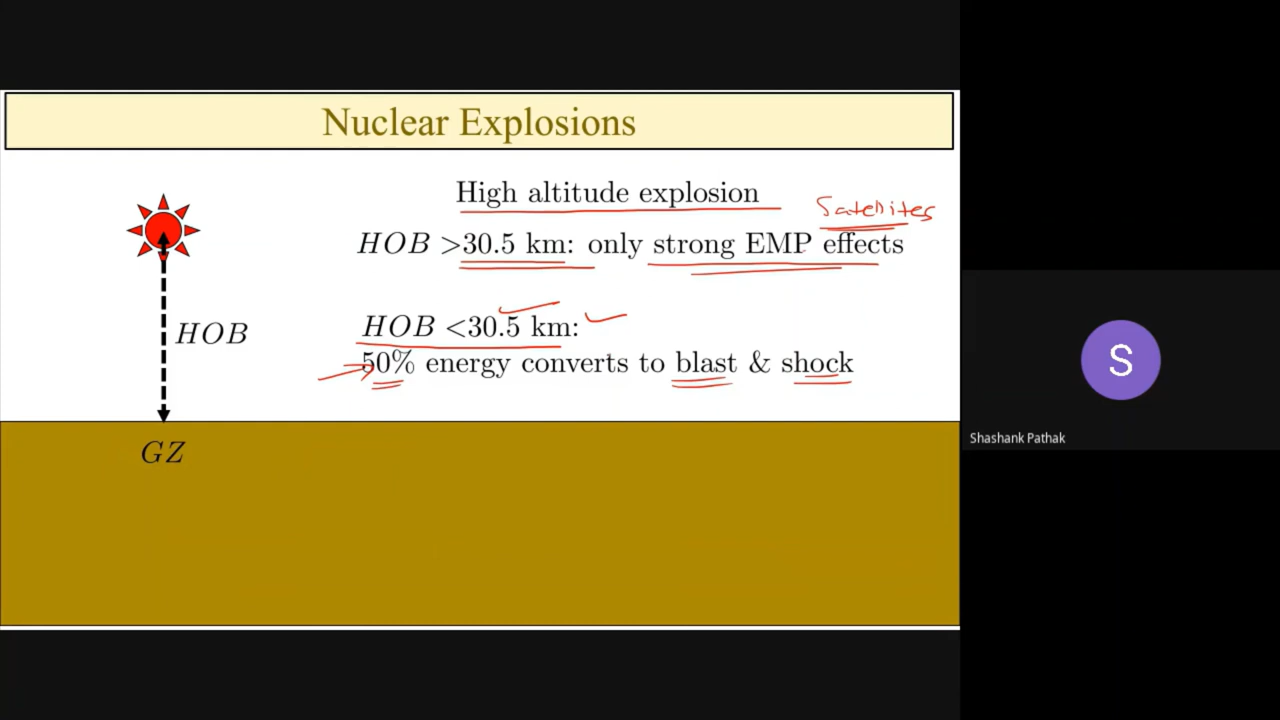 Nuclear Explosions
High altitude explosion
Satellites
HOB >30.5 km: only strong EMP effects
HOB <30.5 km:
50% energy converts to blast & shock
HOB
GZ
S
Shashank Pathak